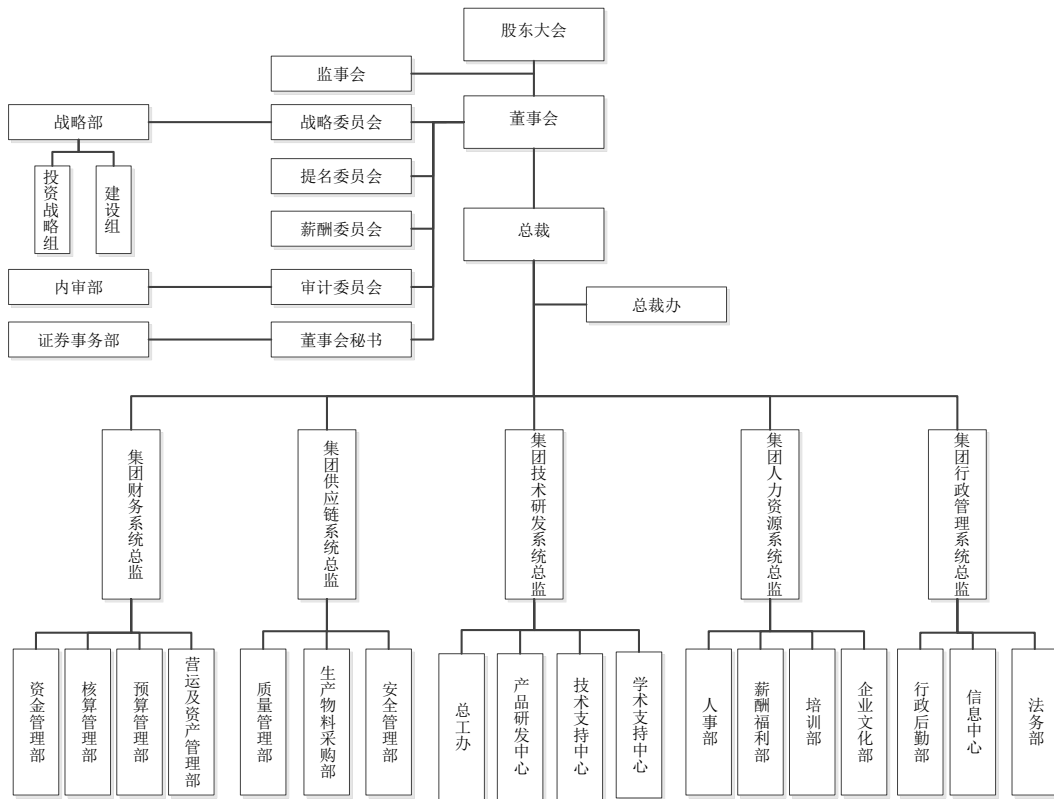 股东大会
监事会
董事会
战略部
战略委员会
投资战略组
建设组
提名委员会
薪酬委员会
总裁
内审部
审计委员会
总裁办
证券事务部
董事会秘书
集团财务系统总监
集团供应链系统总监
集团技术研发系统总监
集团人力资源系统总监
集团行政管理系统总监
资金管理部
核算管理部
预算管理部
营运及资产管理部
质量管理部
生产物料采购部
安全管理部
总工办
产品研发中心
技术支持中心
学术支持中心
人事部
薪酬福利部
培训部
企业文化部
行政后勤部
信息中心
法务部